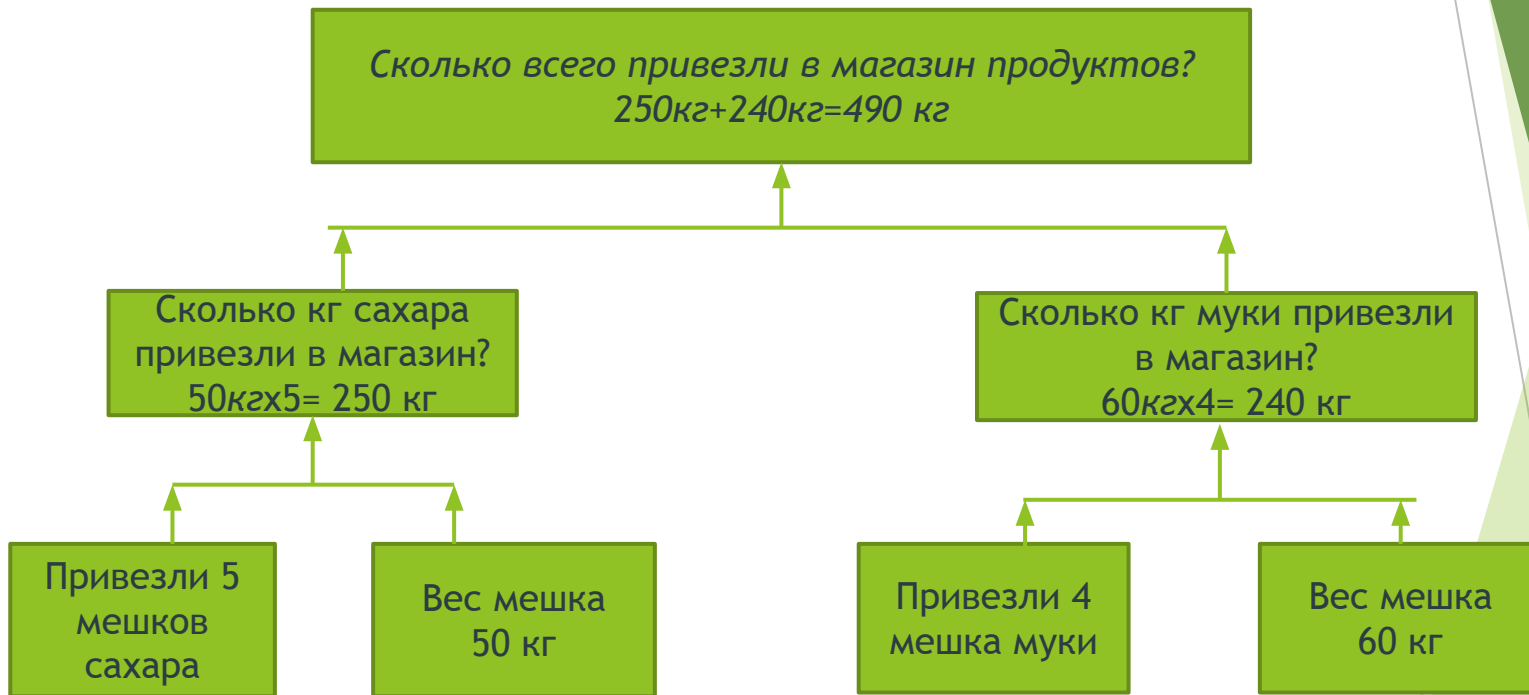 Сколько всего привезли в магазин продуктов?
250кг+240кг=490 кг
Сколько кг сахара
привезли в магазин?
50кгх5= 250 кг
Сколько кг муки привезли
в магазин?
60кгх4= 240 кг
Привезли 5
мешков
сахара
Вес мешка
50 кг
Привезли 4
мешка муки
Вес мешка
60 кг